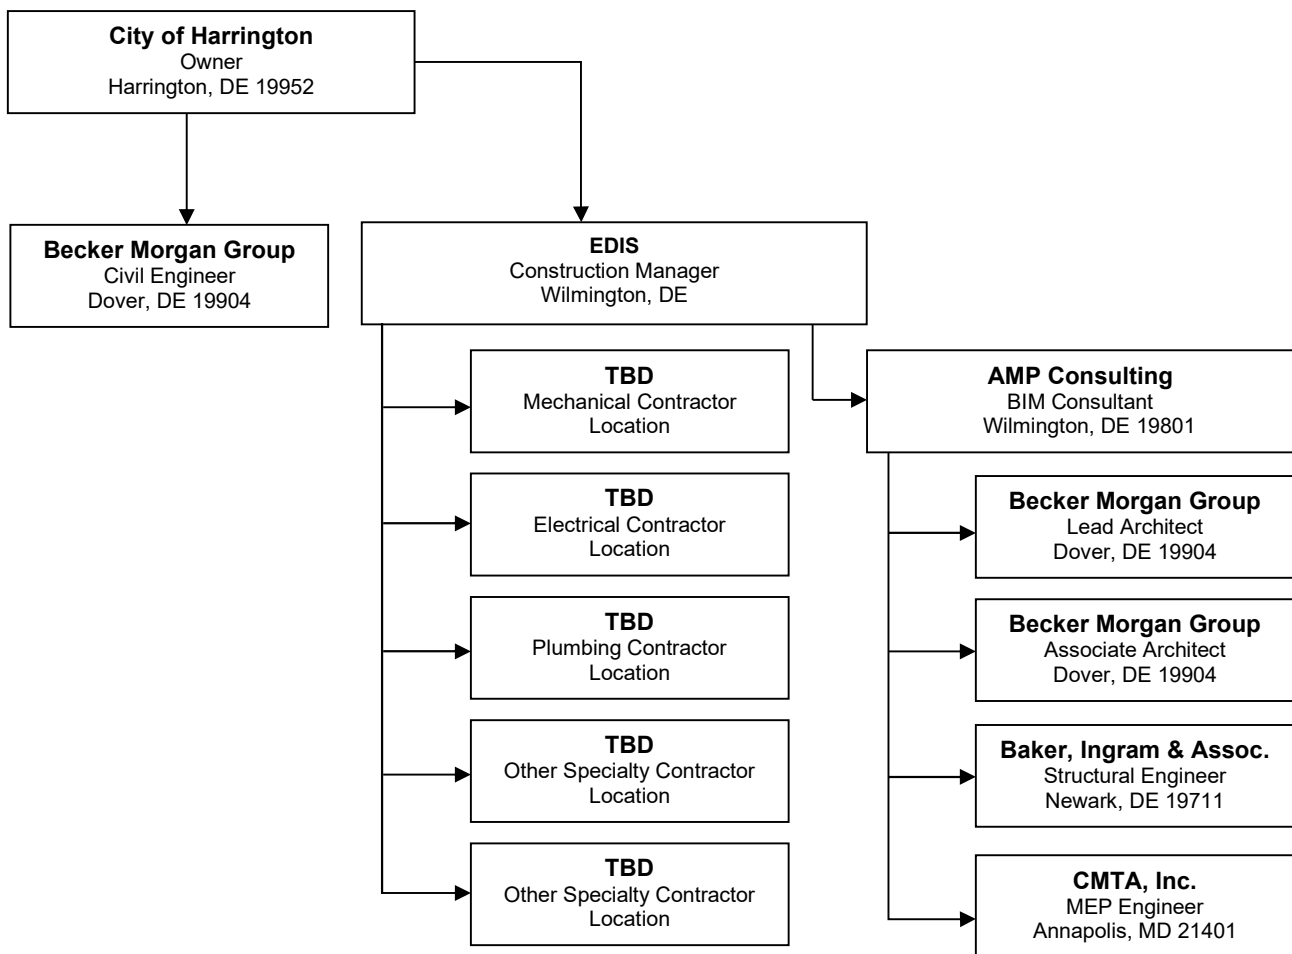 City of Harrington
Owner
Harrington, DE 19952
Becker Morgan Group
Civil Engineer
Dover, DE 19904
EDIS
Construction Manager
Wilmington, DE
TBD
Mechanical Contractor
Location
TBD
Electrical Contractor
Location
TBD
Plumbing Contractor
Location
TBD
Other Specialty Contractor
Location
TBD
Other Specialty Contractor
Location
AMP Consulting
BIM Consultant
Wilmington, DE 19801
Becker Morgan Group
Lead Architect
Dover, DE 19904
Becker Morgan Group
Associate Architect
Dover, DE 19904
Baker, Ingram & Assoc.
Structural Engineer
Newark, DE 19711
CMTA, Inc.
MEP Engineer
Annapolis, MD 21401